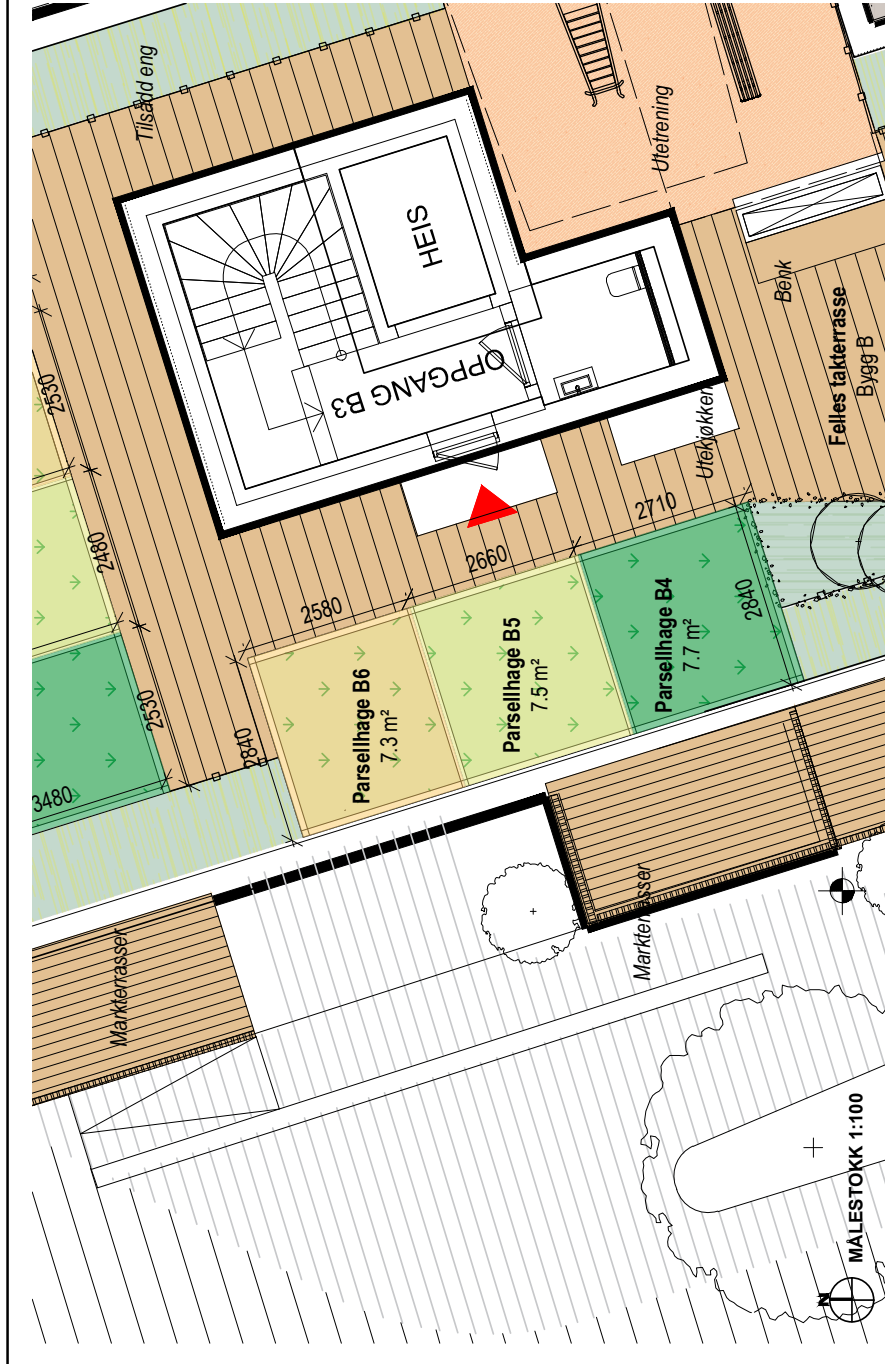 Tilsådd eng
Utetrening
HEIS
OPPGANG B3
Benk
Felles takterrasse
Bygg B
Utekjøkken
2530
2480
2530
3480
2580
2660
2710
2840
2840
Parsellhage B6
7.3 m²
Parsellhage B5
7.5 m²
Parsellhage B4
7.7 m²
Markterrasser
Markterrasser
MÅLESTOKK 1:100
N